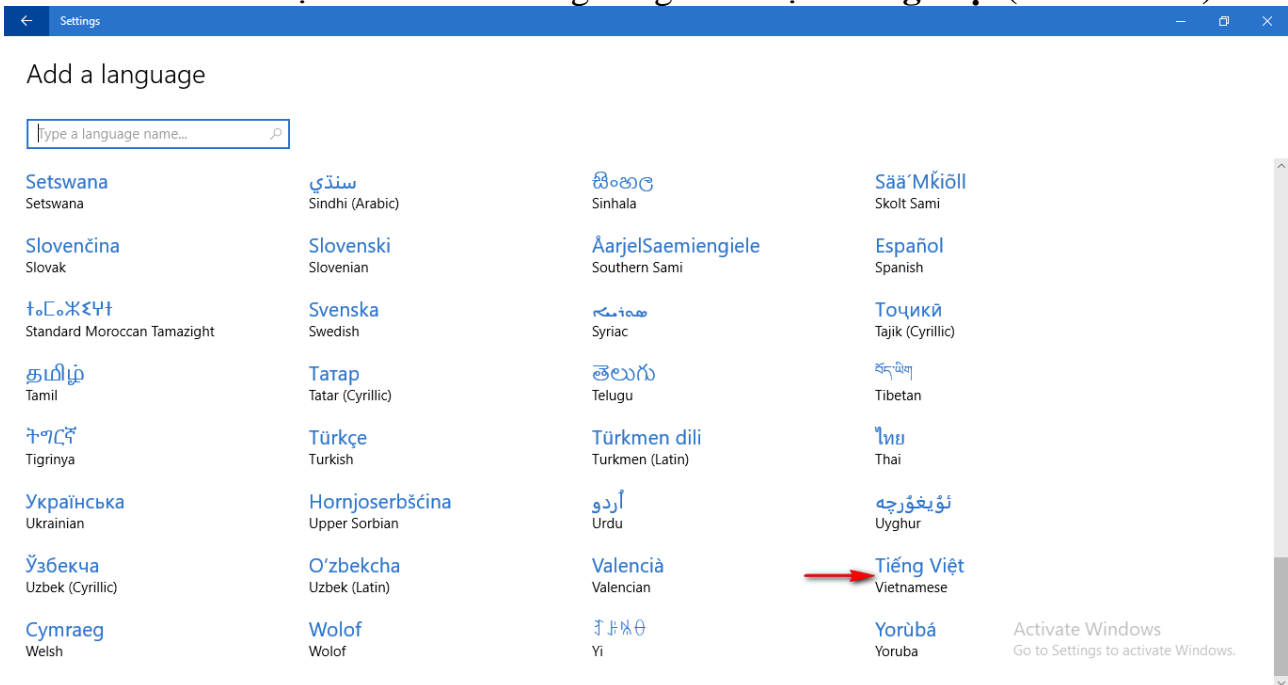 Settings
Add a language
Type a language name...
Setswana
Setswana
سنڌي
Sindhi (Arabic)
සිංහල
Sinhala
Sääʹmǩiõll
Skolt Sami
Slovenčina
Slovak
Slovenski
Slovenian
ÅarjelSaemiengiele
Southern Sami
Español
Spanish
ⵜⴰⵎⴰⵣⵉⵖⵜ
Standard Moroccan Tamazight
Svenska
Swedish
ܣܘܪܝܝܐ
Syriac
Тоҷикӣ
Tajik (Cyrillic)
தமிழ்
Tamil
Татар
Tatar (Cyrillic)
తెలుగు
Telugu
བོད་ཡིག
Tibetan
ትግርኛ
Tigrinya
Türkçe
Turkish
Türkmen dili
Turkmen (Latin)
ไทย
Thai
Українська
Ukrainian
Hornjoserbšćina
Upper Sorbian
اُردو
Urdu
ئۇيغۇرچە
Uyghur
Ўзбекча
Uzbek (Cyrillic)
O'zbekcha
Uzbek (Latin)
Valencià
Valencian
Tiếng Việt
Vietnamese
Cymraeg
Welsh
Wolof
Wolof
Yi
Yorùbá
Yoruba
Activate Windows
Go to Settings to activate Windows.